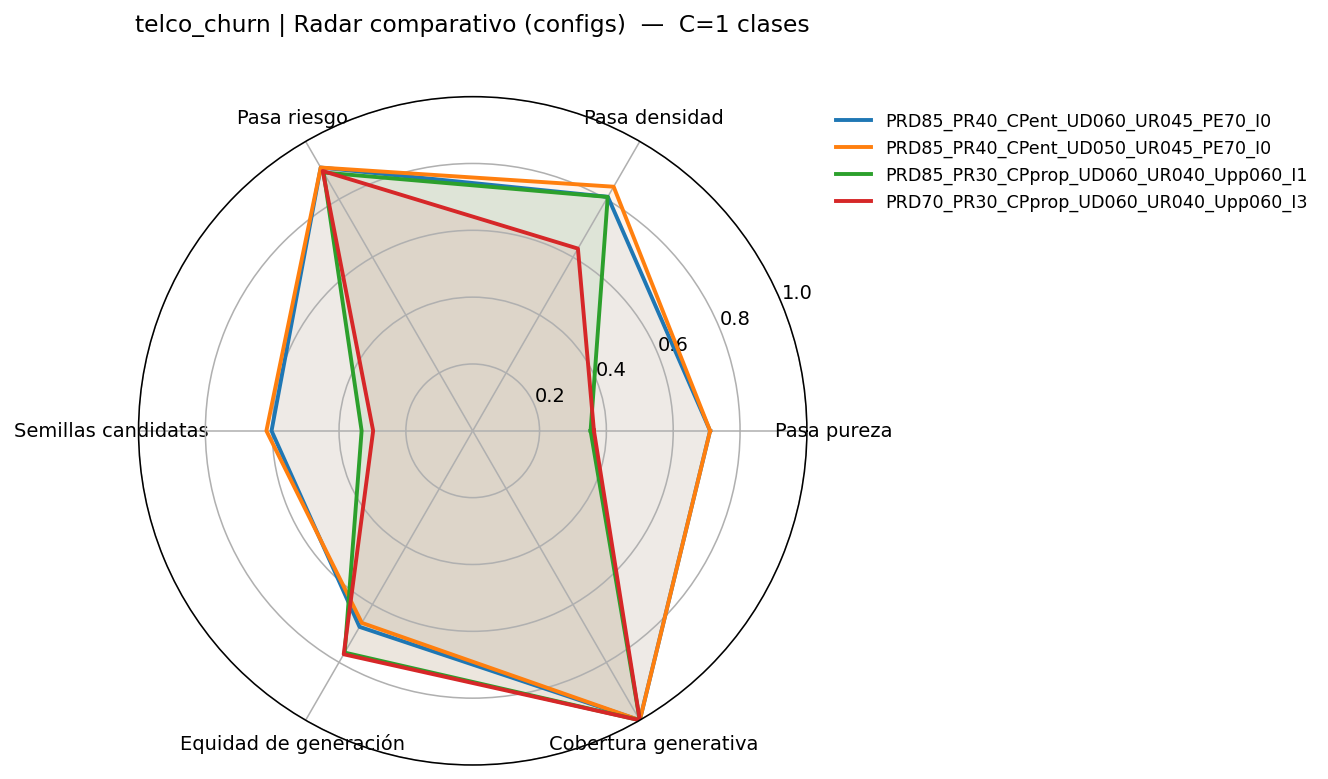 telco_churn | Radar comparativo (configs)  —  C=1 clases
Pasa riesgo
Pasa densidad
PRD85_PR40_CPent_UD060_UR045_PE70_I0
PRD85_PR40_CPent_UD050_UR045_PE70_I0
PRD85_PR30_CPprop_UD060_UR040_Upp060_I1
PRD70_PR30_CPprop_UD060_UR040_Upp060_I3
1.0
0.8
0.6
0.4
0.2
Semillas candidatas
Pasa pureza
Equidad de generación
Cobertura generativa